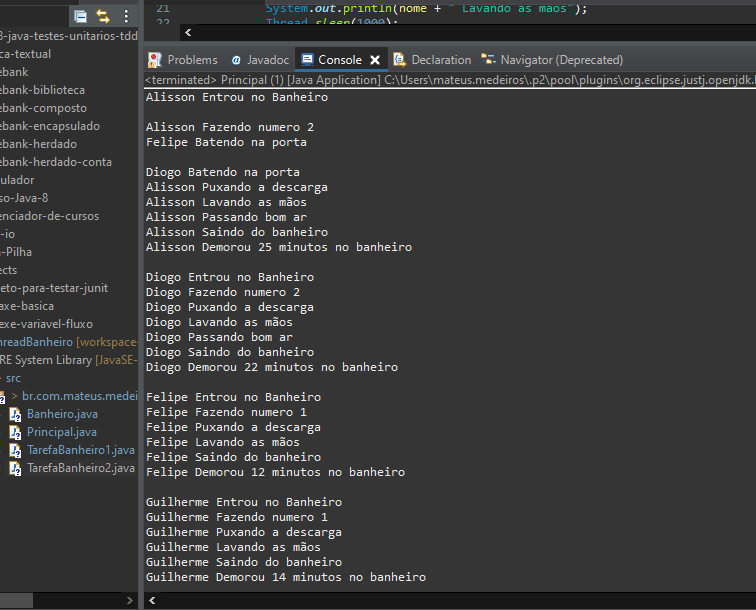 21 System.out.println(nome + " Lavando as mãos");
22 Thread.sleep(1000);
3-java-testes-unitarios-tdd
ca-textual
ebank
ebank-biblioteca
ebank-composto
ebank-encapsulado
ebank-herdado
ebank-herdado-conta
ulador
so-Java-8
enciador-de-cursos
-io
-Pilha
ects
eto-para-testar-junit
axe-basica
exe-variavel-fluxo
hreadBanheiro [workspace-
RE System Library [JavaSE-
src
> br.com.mateus.medei
Banheiro.java
Principal.java
TarefaBanheiro1.java
TarefaBanheiro2.java
Problems @ Javadoc Console Declaration Navigator (Deprecated)
<terminated> Principal (1) [Java Application] C:\Users\mateus.medeiros\.p2\pool\plugins\org.eclipse.justj.openjdk.
Alisson Entrou no Banheiro
Alisson Fazendo numero 2
Felipe Batendo na porta
Diogo Batendo na porta
Alisson Puxando a descarga
Alisson Lavando as mãos
Alisson Passando bom ar
Alisson Saindo do banheiro
Alisson Demorou 25 minutos no banheiro
Diogo Entrou no Banheiro
Diogo Fazendo numero 2
Diogo Puxando a descarga
Diogo Lavando as mãos
Diogo Passando bom ar
Diogo Saindo do banheiro
Diogo Demorou 22 minutos no banheiro
Felipe Entrou no Banheiro
Felipe Fazendo numero 1
Felipe Puxando a descarga
Felipe Lavando as mãos
Felipe Saindo do banheiro
Felipe Demorou 12 minutos no banheiro
Guilherme Entrou no Banheiro
Guilherme Fazendo numero 1
Guilherme Puxando a descarga
Guilherme Lavando as mãos
Guilherme Saindo do banheiro
Guilherme Demorou 14 minutos no banheiro